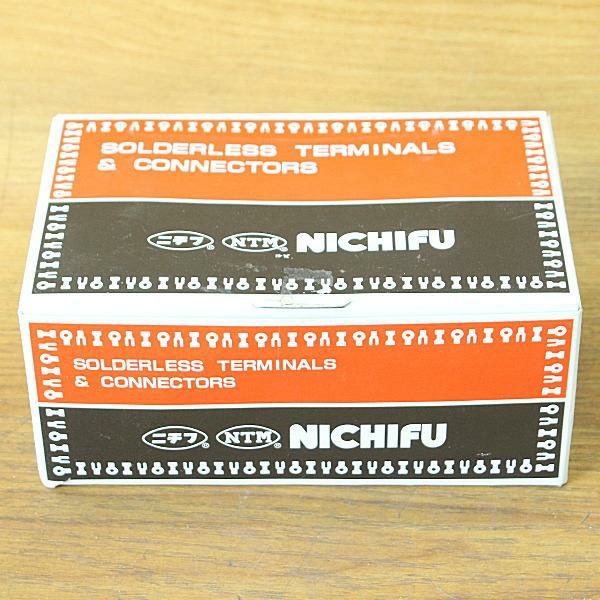 SOLDERLESS TERMINALS
& CONNECTORS
ニチフ® NTM® NICHIFU
SOLDERLESS TERMINALS
& CONNECTORS
ニチフ® NTM® NICHIFU